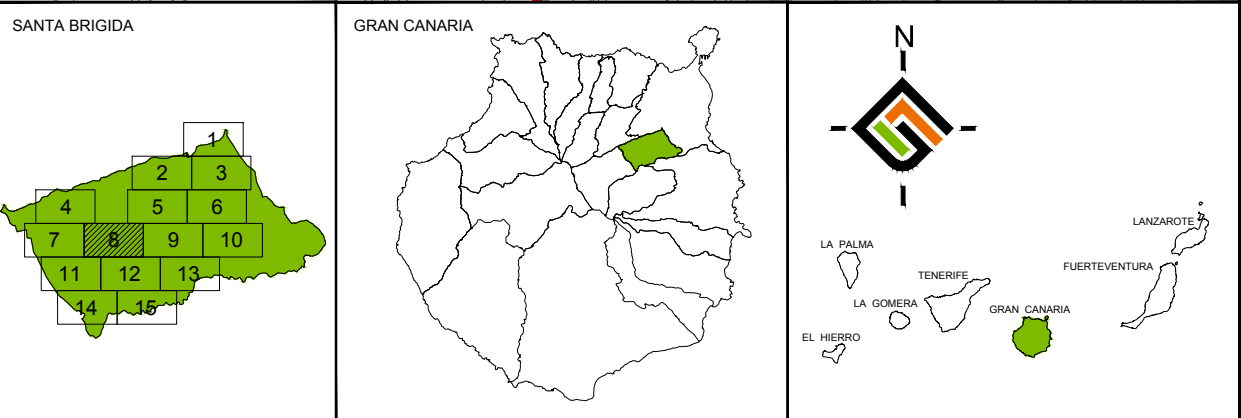 SANTA BRIGIDA
1
2 3
4 5 6
7 8 9 10
11 12 13
14 15
GRAN CANARIA
N
LANZAROTE
LA PALMA
FUERTEVENTURA
TENERIFE
LA GOMERA
GRAN CANARIA
EL HIERRO